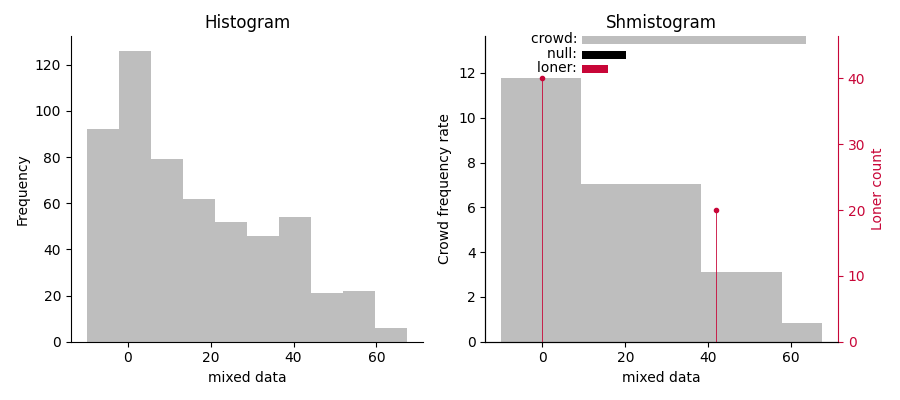 Histogram
Frequency
0
20
40
60
80
100
120
0 20 40 60
mixed data
Shmistogram
crowd:
null:
loner:
Crowd frequency rate
0
2
4
6
8
10
12
0 20 40 60
mixed data
0
10
20
30
40
Loner count